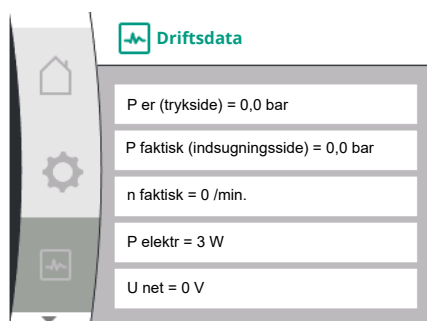 Driftsdata
P er (trykside) = 0,0 bar
P faktisk (indsugningsside) = 0,0 bar
n faktisk = 0 /min.
P elektr = 3 W
U net = 0 V